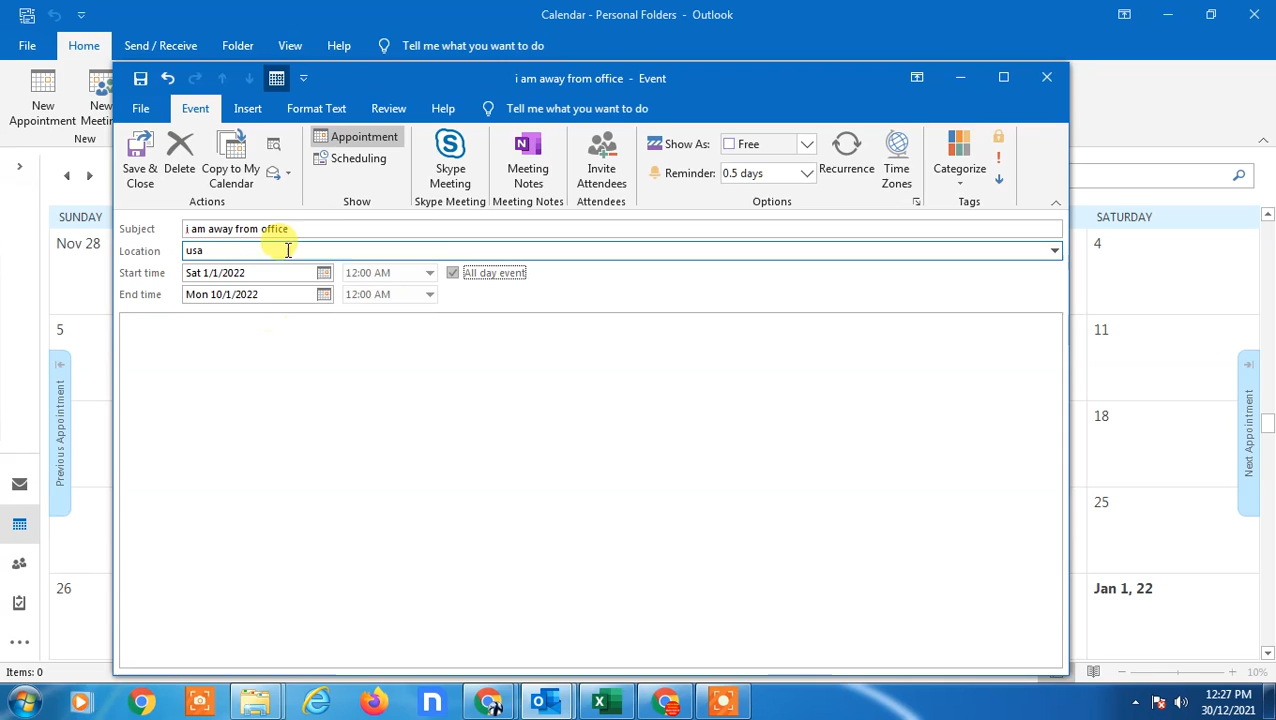 Calendar - Personal Folders - Outlook
File Home Send / Receive Folder View Help Tell me what you want to do
i am away from office - Event
File Event Insert Format Text Review Help Tell me what you want to do
New Appointment
New
New
Save & Close
Delete
Copy to My Calendar
Actions
Appointment
Scheduling
Show
Skype Meeting
Skype Meeting
Meeting Notes
Meeting Notes
Invite Attendees
Attendees
Show As: Free
Reminder: 0.5 days
Recurrence
Time Zones
Options
Categorize
Tags
Subject i am away from office
Location usa
Start time Sat 1/1/2022 12:00 AM All day event
End time Mon 10/1/2022 12:00 AM
SUNDAY
SATURDAY
Nov 28
4
5
11
18
25
26
Jan 1, 22
Previous Appointment
Next Appointment
Items: 0
10%
12:27 PM
30/12/2021